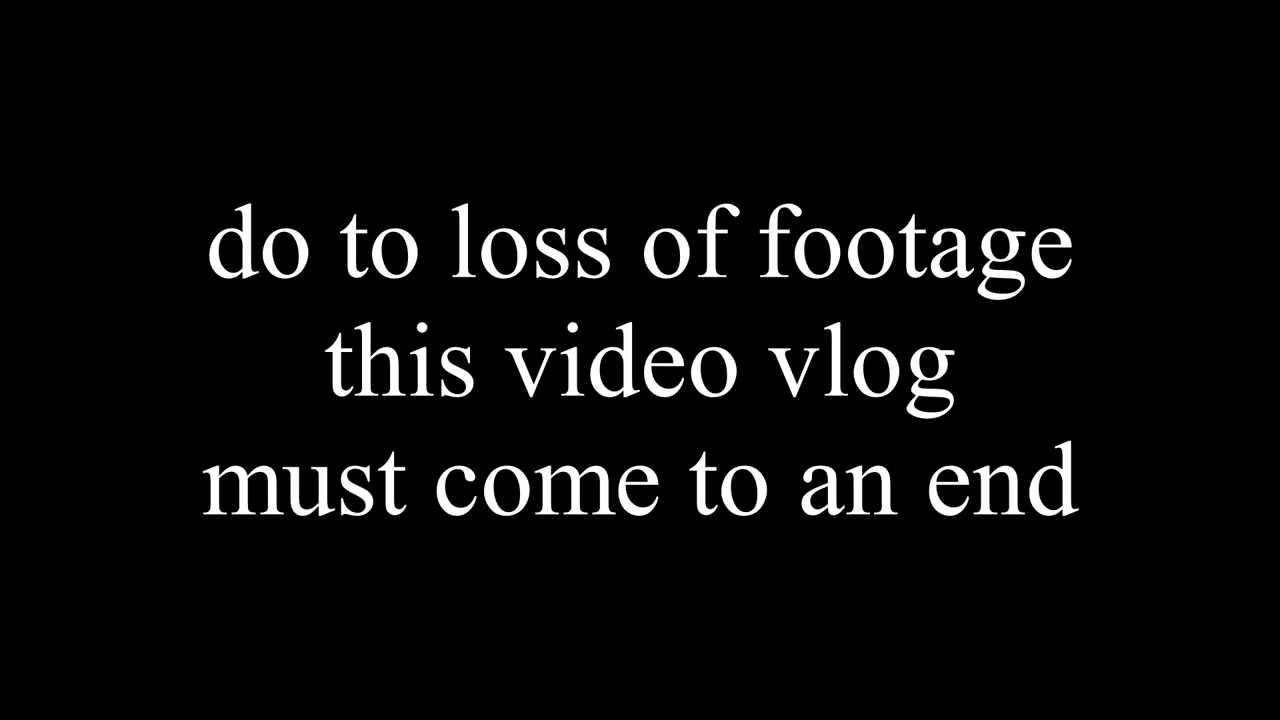 do to loss of footage
this video vlog
must come to an end